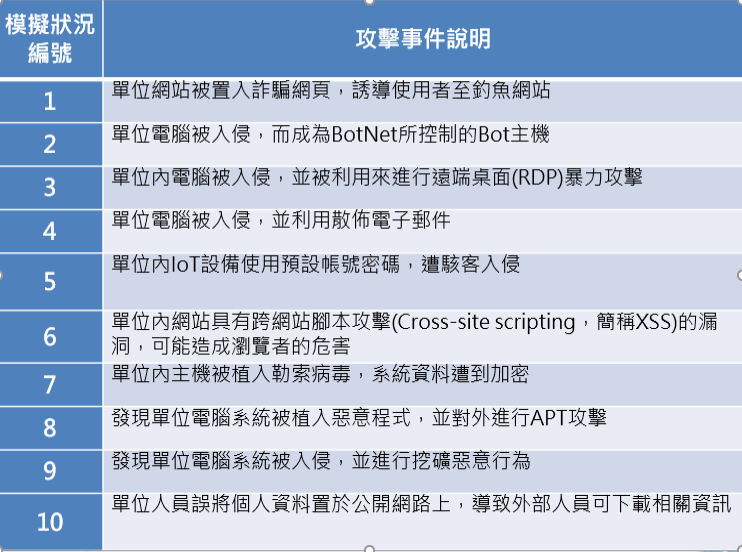 模擬狀況
編號
攻擊事件說明
1
單位網站被置入詐騙網頁，誘導使用者至釣魚網站
2
單位電腦被入侵，而成為BotNet所控制的Bot主機
3
單位內電腦被入侵，並被利用來進行遠端桌面(RDP)暴力攻擊
4
單位電腦被入侵，並利用散佈電子郵件
5
單位內IoT設備使用預設帳號密碼，遭駭客入侵
6
單位內網站具有跨網站腳本攻擊(Cross-site scripting，簡稱XSS)的漏
洞，可能造成瀏覽者的危害
7
單位內主機被植入勒索病毒，系統資料遭到加密
8
發現單位電腦系統被植入惡意程式，並對外進行APT攻擊
9
發現單位電腦系統被入侵，並進行挖礦惡意行為
10
單位人員誤將個人資料置於公開網路上，導致外部人員可下載相關資訊